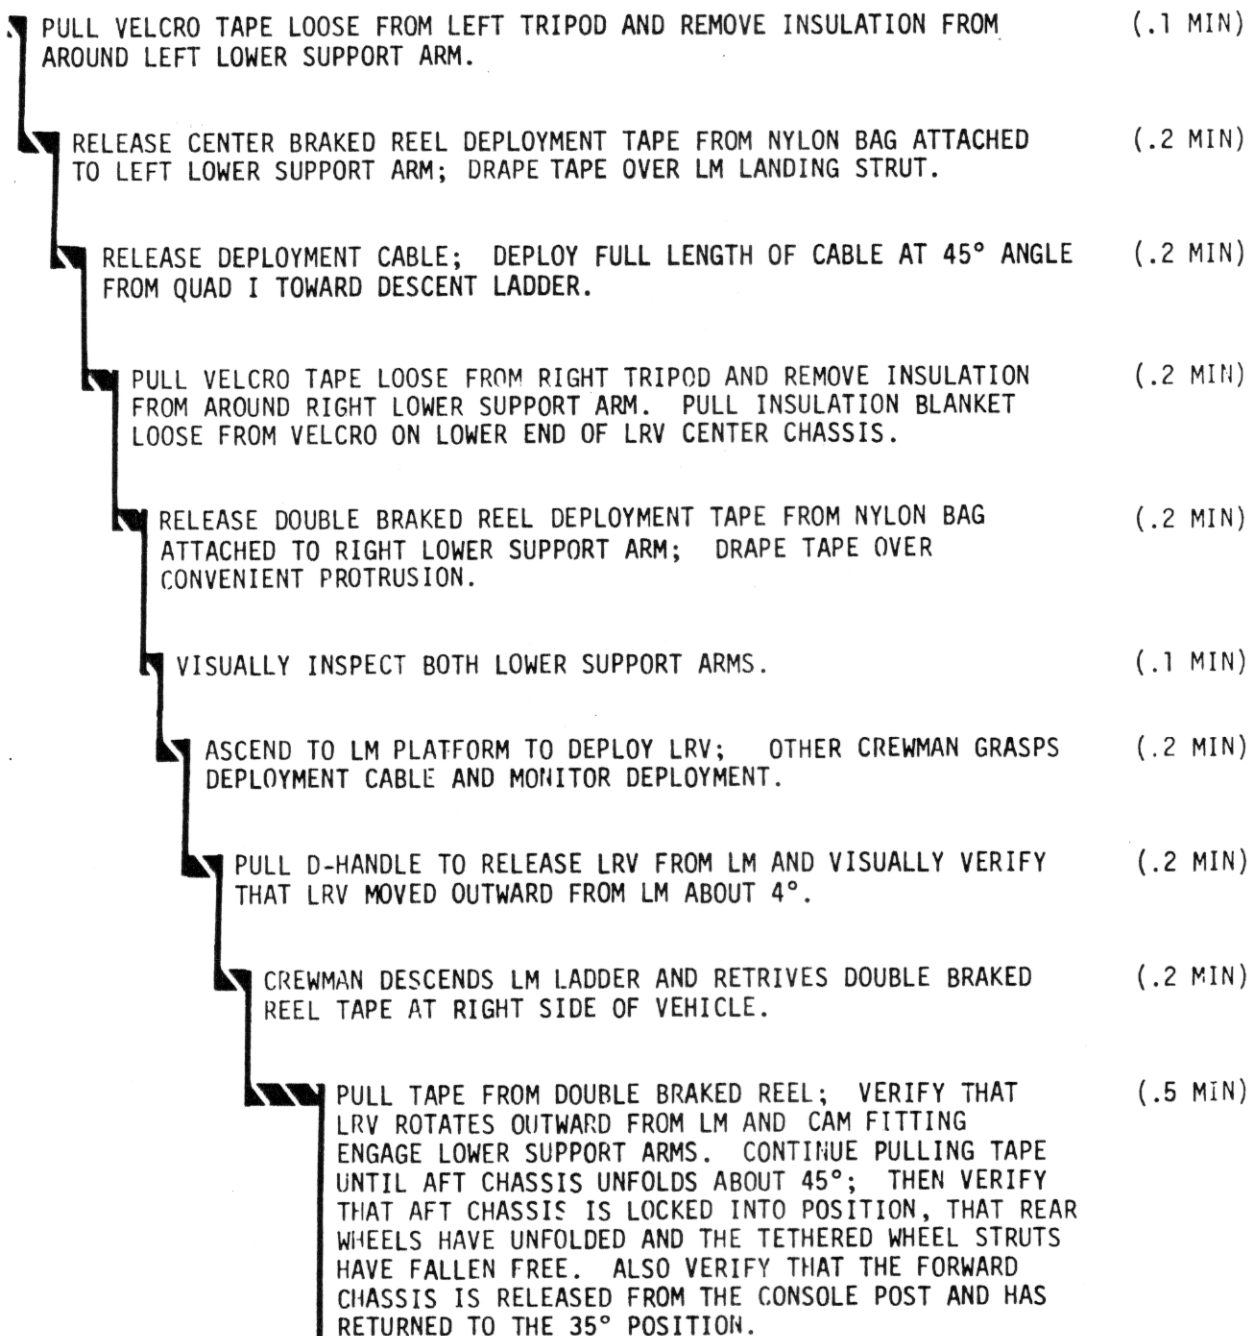 PULL VELCRO TAPE LOOSE FROM LEFT TRIPOD AND REMOVE INSULATION FROM (.1 MIN)
AROUND LEFT LOWER SUPPORT ARM.
RELEASE CENTER BRAKED REEL DEPLOYMENT TAPE FROM NYLON BAG ATTACHED (.2 MIN)
TO LEFT LOWER SUPPORT ARM; DRAPE TAPE OVER LM LANDING STRUT.
RELEASE DEPLOYMENT CABLE; DEPLOY FULL LENGTH OF CABLE AT 45° ANGLE (.2 MIN)
FROM QUAD I TOWARD DESCENT LADDER.
PULL VELCRO TAPE LOOSE FROM RIGHT TRIPOD AND REMOVE INSULATION (.2 MIN)
FROM AROUND RIGHT LOWER SUPPORT ARM. PULL INSULATION BLANKET
LOOSE FROM VELCRO ON LOWER END OF LRV CENTER CHASSIS.
RELEASE DOUBLE BRAKED REEL DEPLOYMENT TAPE FROM NYLON BAG (.2 MIN)
ATTACHED TO RIGHT LOWER SUPPORT ARM; DRAPE TAPE OVER
CONVENIENT PROTRUSION.
VISUALLY INSPECT BOTH LOWER SUPPORT ARMS. (.1 MIN)
ASCEND TO LM PLATFORM TO DEPLOY LRV; OTHER CREWMAN GRASPS (.2 MIN)
DEPLOYMENT CABLE AND MONITOR DEPLOYMENT.
PULL D-HANDLE TO RELEASE LRV FROM LM AND VISUALLY VERIFY (.2 MIN)
THAT LRV MOVED OUTWARD FROM LM ABOUT 4°.
CREWMAN DESCENDS LM LADDER AND RETRIVES DOUBLE BRAKED (.2 MIN)
REEL TAPE AT RIGHT SIDE OF VEHICLE.
PULL TAPE FROM DOUBLE BRAKED REEL; VERIFY THAT (.5 MIN)
LRV ROTATES OUTWARD FROM LM AND CAM FITTING
ENGAGE LOWER SUPPORT ARMS. CONTINUE PULLING TAPE
UNTIL AFT CHASSIS UNFOLDS ABOUT 45°; THEN VERIFY
THAT AFT CHASSIS IS LOCKED INTO POSITION, THAT REAR
WHEELS HAVE UNFOLDED AND THE TETHERED WHEEL STRUTS
HAVE FALLEN FREE. ALSO VERIFY THAT THE FORWARD
CHASSIS IS RELEASED FROM THE CONSOLE POST AND HAS
RETURNED TO THE 35° POSITION.